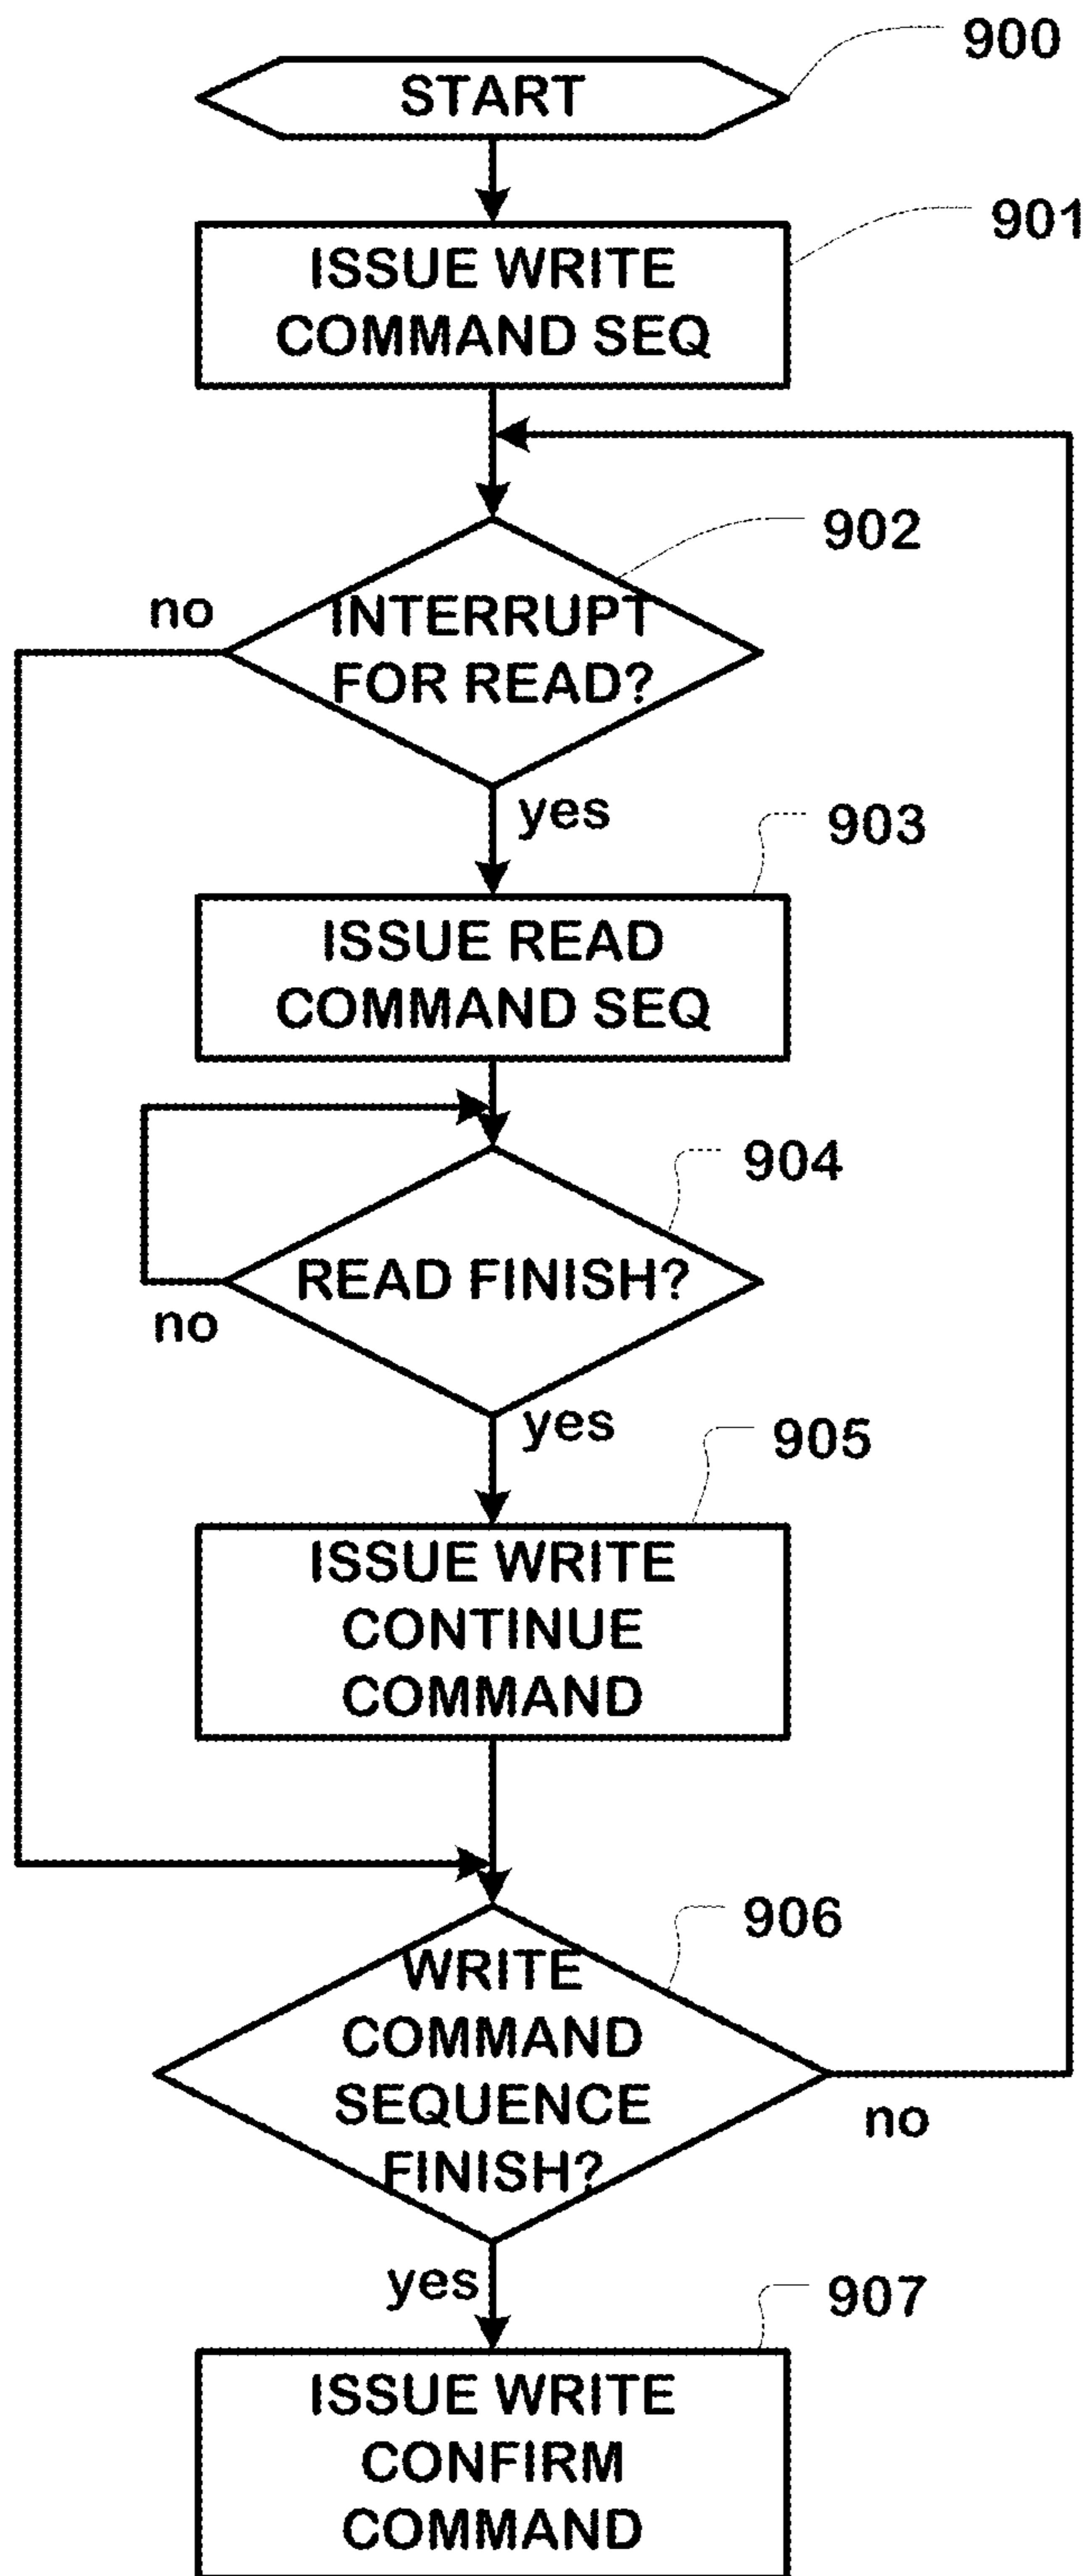 900
START
901
ISSUE WRITE
COMMAND SEQ
902
no
INTERRUPT
FOR READ?
yes
903
ISSUE READ
COMMAND SEQ
904
READ FINISH?
no
yes
905
ISSUE WRITE
CONTINUE
COMMAND
906
WRITE
COMMAND
SEQUENCE
FINISH?
no
yes
907
ISSUE WRITE
CONFIRM
COMMAND